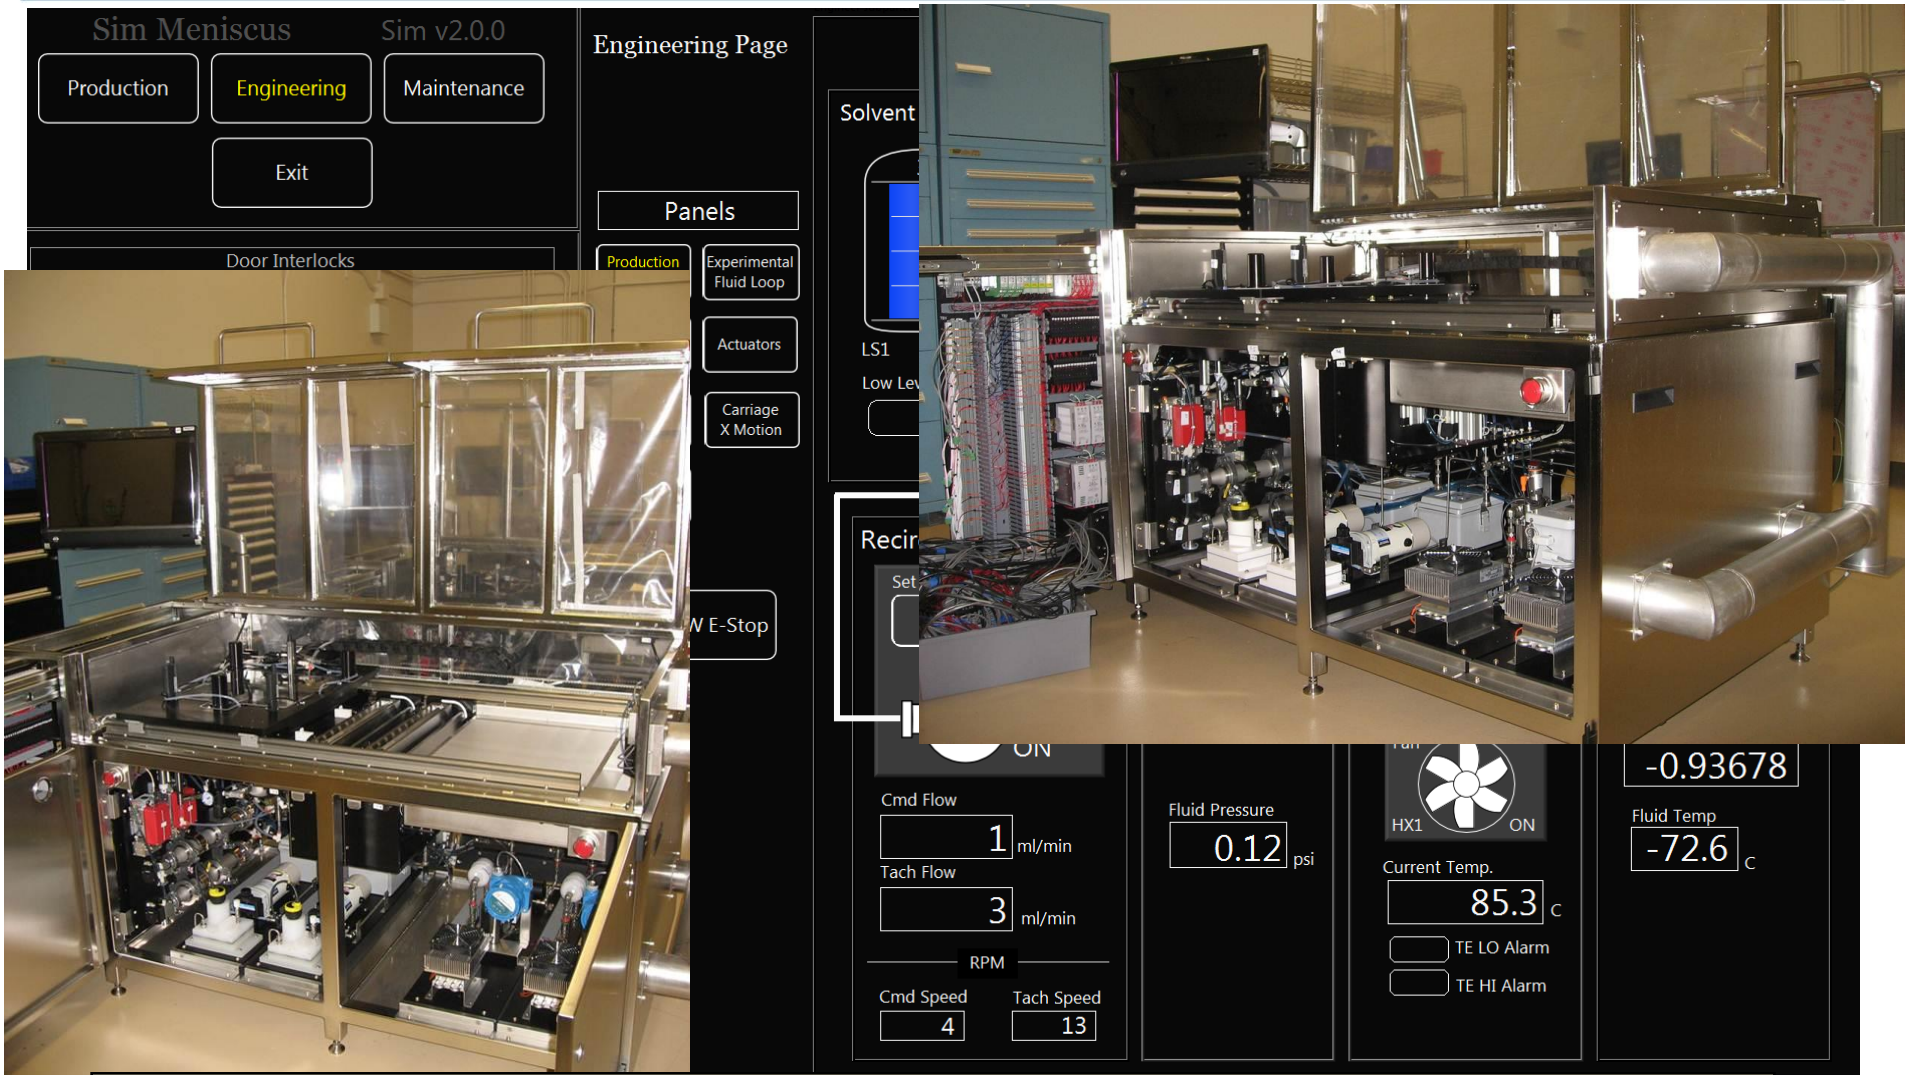 Sim Meniscus
Sim v2.0.0
Production
Engineering
Maintenance
Exit
Door Interlocks
Engineering Page
Panels
Production
Experimental
Fluid Loop
Actuators
Carriage
X Motion
E-Stop
Solvent
LS1
Low
Set
ON
Cmd Flow
1 ml/min
Tach Flow
3 ml/min
RPM
Cmd Speed
Tach Speed
4
13
Fluid Pressure
0.12 psi
Fan
HX1
ON
Current Temp.
85.3 C
TE LO Alarm
TE HI Alarm
-0.93678
Fluid Temp
-72.6 C